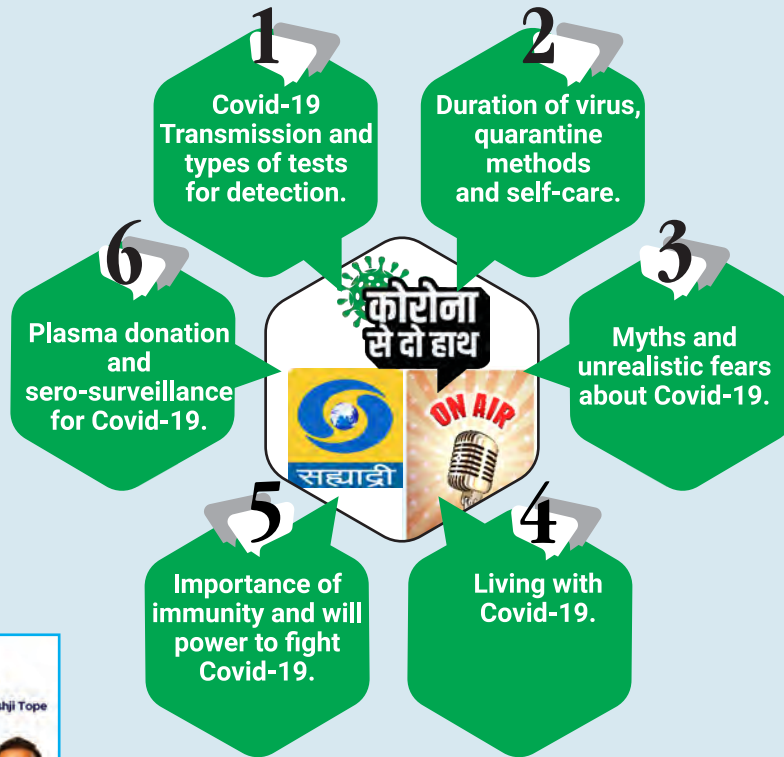 1
Covid-19
Transmission and
types of tests
for detection.
2
Duration of virus,
quarantine
methods
and self-care.
3
Myths and
unrealistic fears
about Covid-19.
4
Living with
Covid-19.
5
Importance of
immunity and will
power to fight
Covid-19.
6
Plasma donation
and
sero-surveillance
for Covid-19.
कोरोना
से दो हाथ
सह्याद्री
ON AIR
Tope